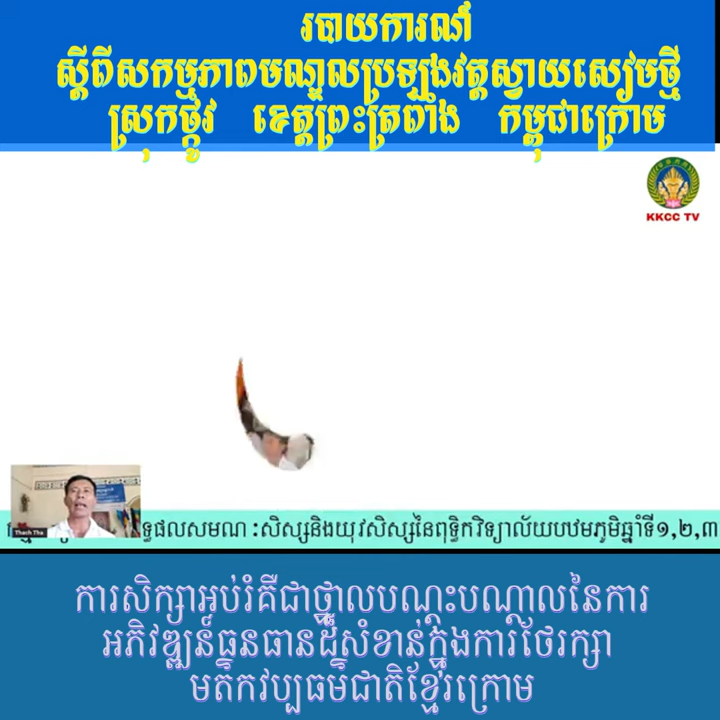 របាយការណ៍
ស្តីពីសកម្មភាពមណ្ឌលប្រឡងវត្តស្វាយសៀមថ្មី
ស្រុកថ្កូវ ខេត្តព្រះត្រពាំង កម្ពុជាក្រោម
KKCC TV
Thach Tha
ទ្ធផលសមណៈសិស្សនិងយុវសិស្សនៃពុទ្ធិកវិទ្យាល័យបឋមភូមិឆ្នាំទី១,២,៣
ការសិក្សាអប់រំគឺជាថ្នាលបណ្តុះបណ្តាលនៃការ
អភិវឌ្ឍន៍ធនធានដ៏សំខាន់ក្នុងការថែរក្សា
មត៌កវប្បធម៌ជាតិខ្មែរក្រោម